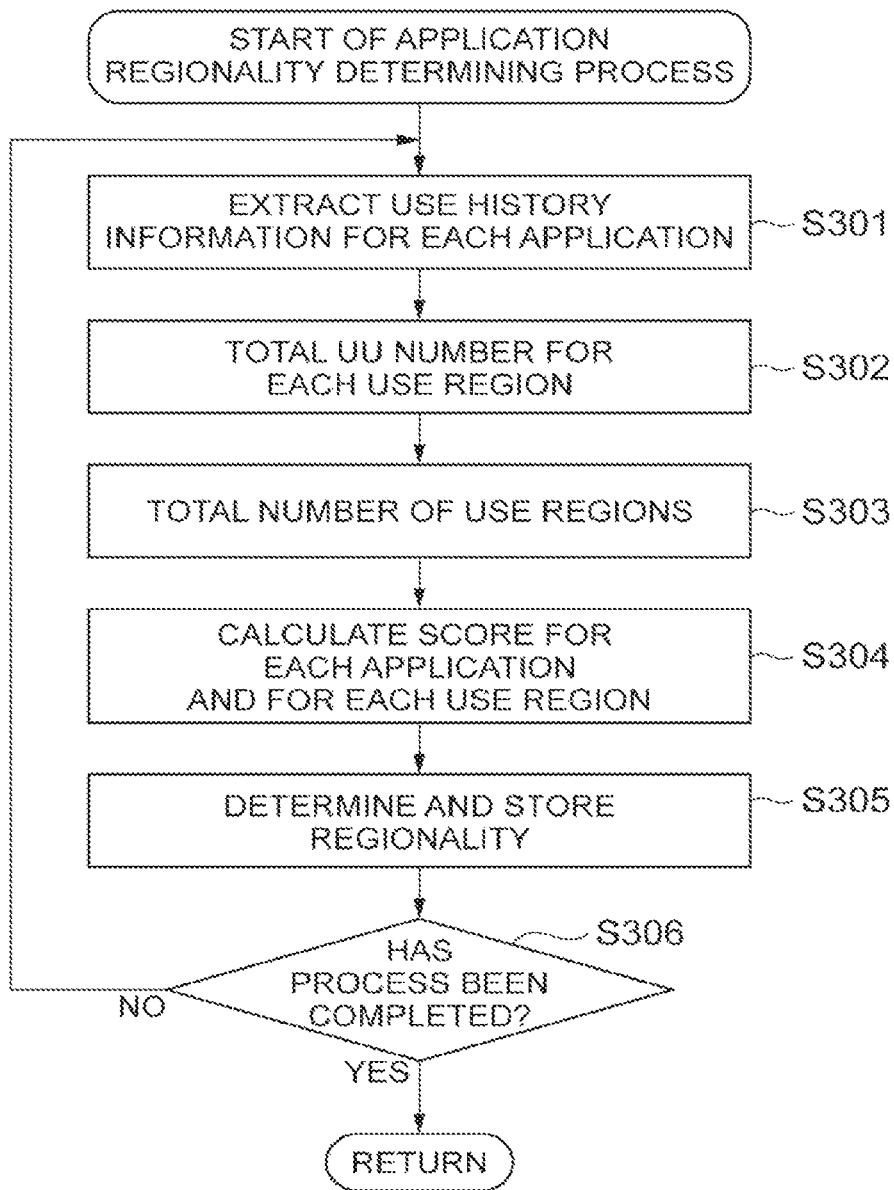 START OF APPLICATION
REGIONALITY DETERMINING PROCESS
EXTRACT USE HISTORY
INFORMATION FOR EACH APPLICATION
S301
TOTAL UU NUMBER FOR
EACH USE REGION
S302
TOTAL NUMBER OF USE REGIONS
S303
CALCULATE SCORE FOR
EACH APPLICATION
AND FOR EACH USE REGION
S304
DETERMINE AND STORE
REGIONALITY
S305
HAS
PROCESS BEEN
COMPLETED?
S306
NO
YES
RETURN